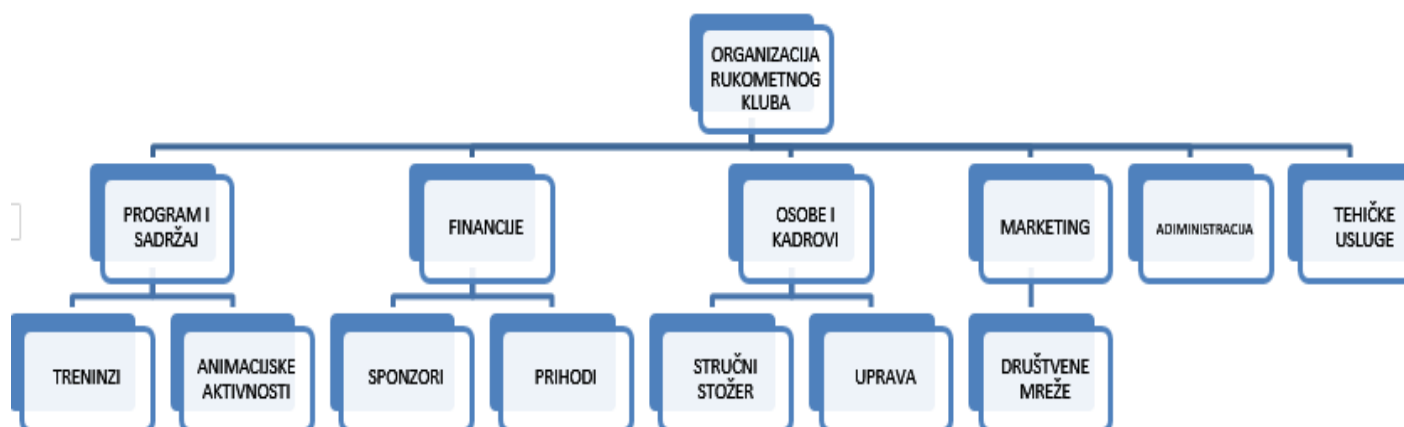 ORGANIZACIJA
RUKOMETNOG
KLUBA
PROGRAM I
SADRŽAJ
FINANCIJE
OSOBE I
KADROVI
MARKETING
ADIMINISTRACIJA
TEHIČKE
USLUGE
TRENINZI
ANIMACIJSKE
AKTIVNOSTI
SPONZORI
PRIHODI
STRUČNI
STOŽER
UPRAVA
DRUŠTVENE
MREŽE